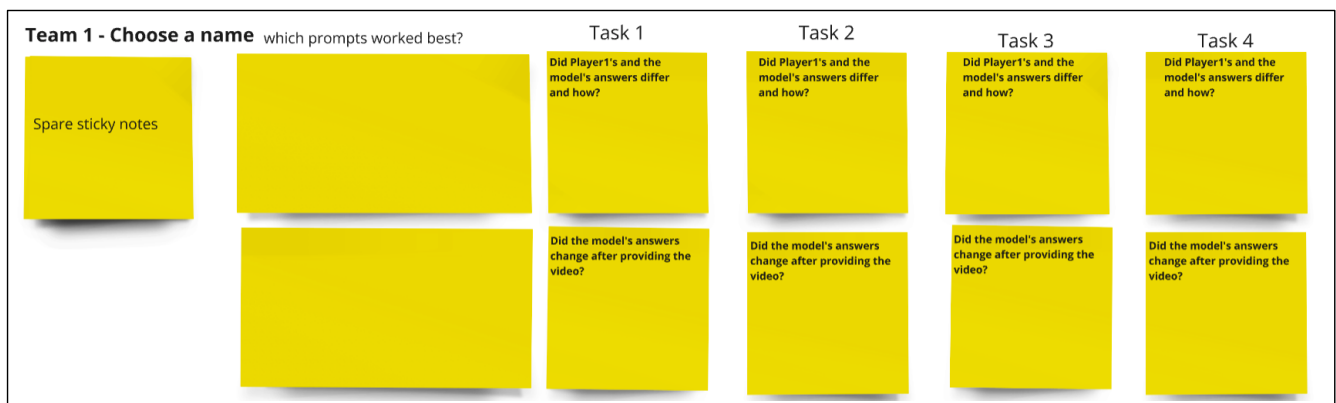 Team 1 - Choose a name which prompts worked best?
Task 1
Task 2
Task 3
Task 4
Spare sticky notes
Did Player1's and the
model's answers differ
and how?
Did Player1's and the
model's answers differ
and how?
Did Player1's and the
model's answers differ
and how?
Did Player1's and the
model's answers differ
and how?
Did the model's answers
change after providing the
video?
Did the model's answers
change after providing the
video?
Did the model's answers
change after providing the
video?
Did the model's answers
change after providing the
video?